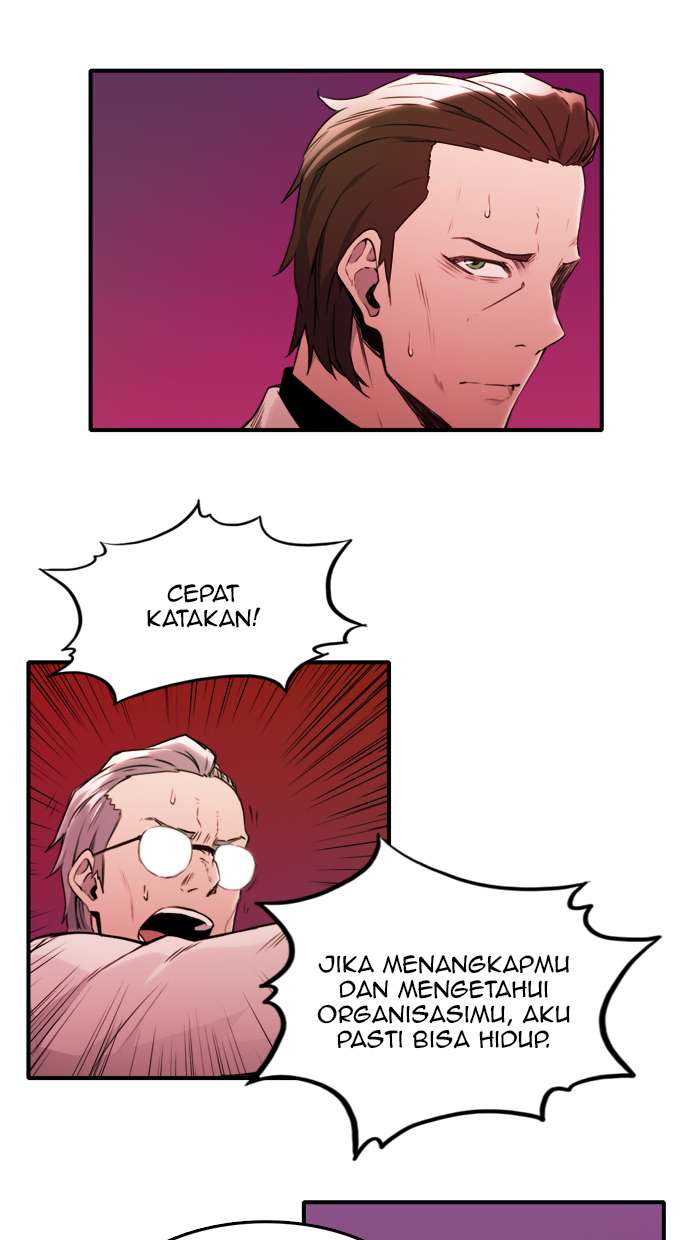 CEPAT
KATAKAN!
JIKA MENANGKAPMU
DAN MENGETAHUI
ORGANISASIMU, AKU
PASTI BISA HIDUP.